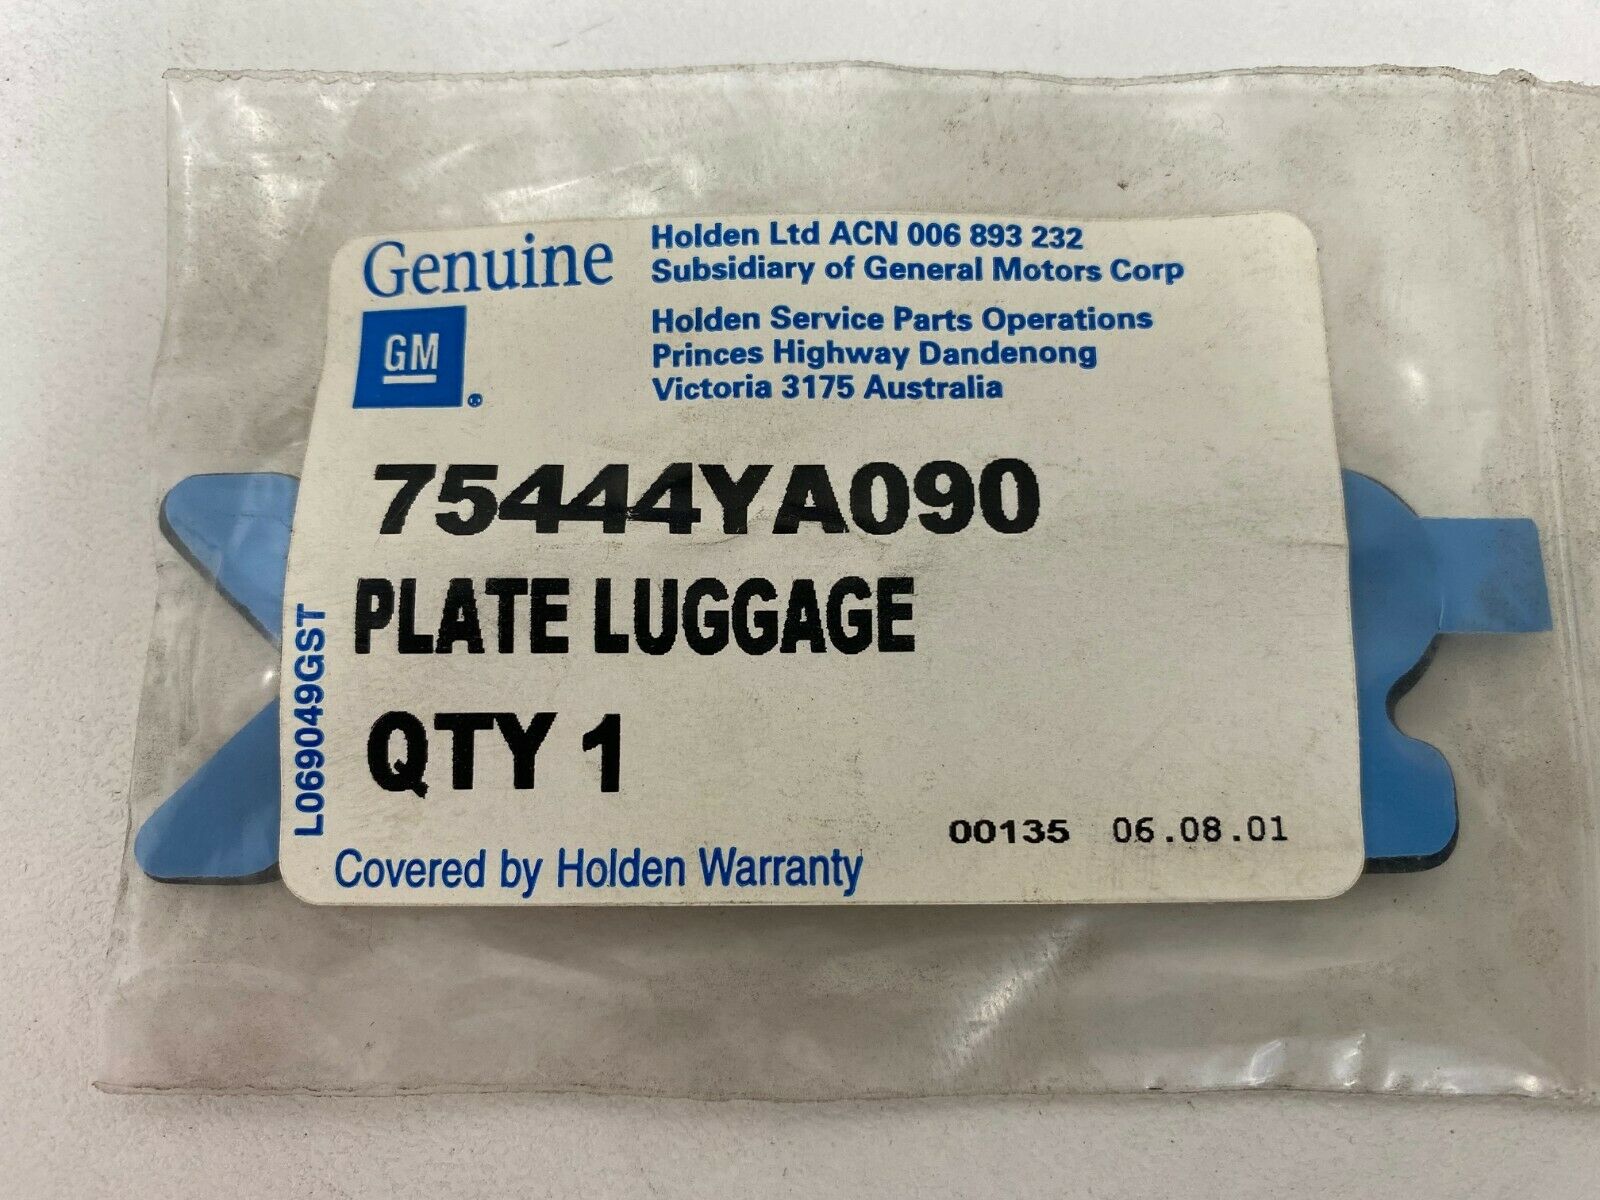 Genuine
GM
®
Holden Ltd ACN 006 893 232
Subsidiary of General Motors Corp
Holden Service Parts Operations
Princes Highway Dandenong
Victoria 3175 Australia
75444YA090
PLATE LUGGAGE
QTY 1
L069049GST
00135 06.08.01
Covered by Holden Warranty